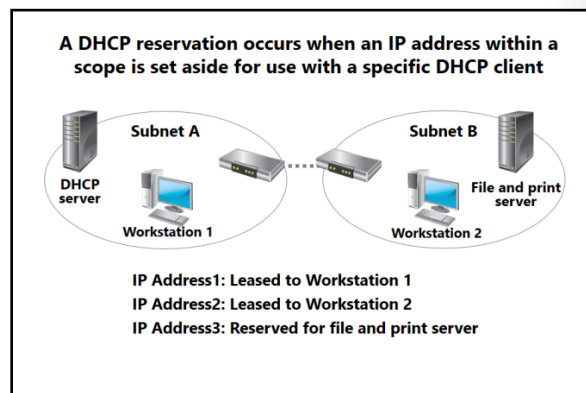 A DHCP reservation occurs when an IP address within a
scope is set aside for use with a specific DHCP client
Subnet A
Subnet B
DHCP
server
File and print
server
Workstation 1
Workstation 2
IP Address1: Leased to Workstation 1
IP Address2: Leased to Workstation 2
IP Address3: Reserved for file and print server